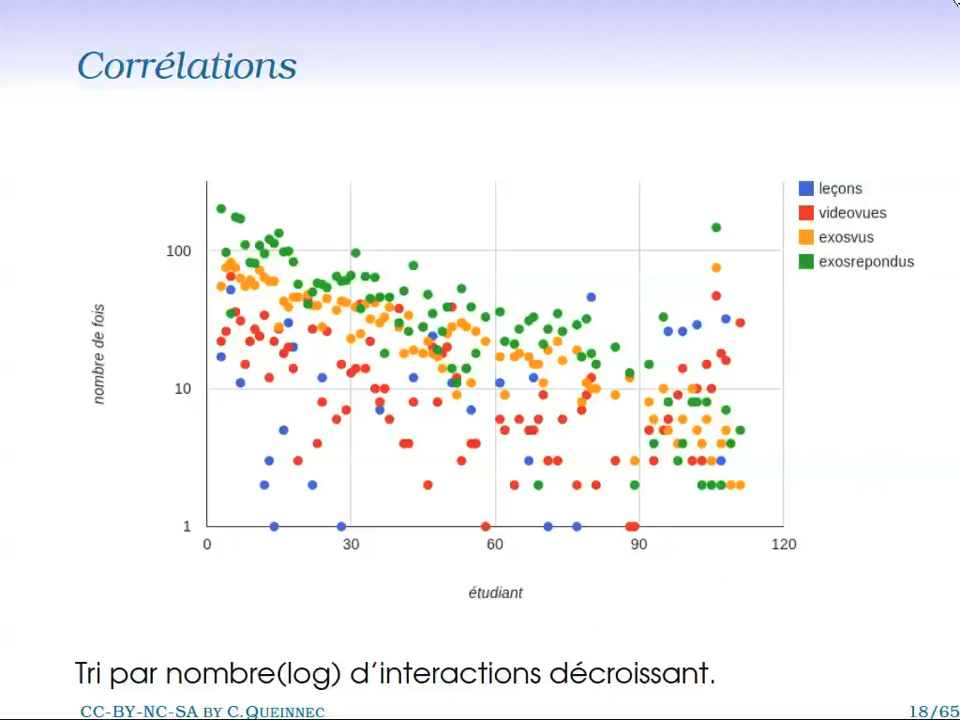 Corrélations
leçons
videovues
exosvus
exosrepondus
100
10
1
nombre de fois
0 30 60 90 120
étudiant
Tri par nombre(log) d'interactions décroissant.
CC-BY-NC-SA BY C.QUEINNEC 18/65